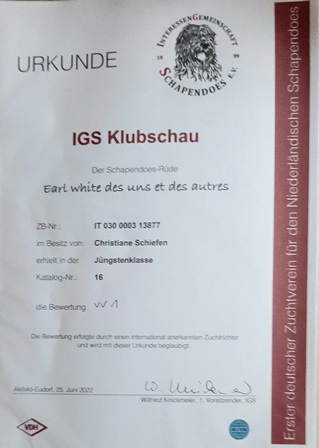 URKUNDE
INTERESSENGEMEINSCHAFT
SCHAPENDOES E.V.
IGS Klubschau
Der Schapendoes-Rüde
Earl white des uns et des autres
ZB-Nr.: IT 030 0003 13877
im Besitz von: Christiane Schiefen
erhielt in der Jüngstenklasse
Katalog-Nr.: 16
die Bewertung VV 1
Die Bewertung erfolgte durch einen international anerkannten Zuchtrichter
und wird mit dieser Urkunde beglaubigt.
Alsfeld-Eudorf, 25. Juni 2022
1. Vorsitzender, IGS
VDH
Erster deutscher Zuchtverein für den Niederländischen Schapendoes